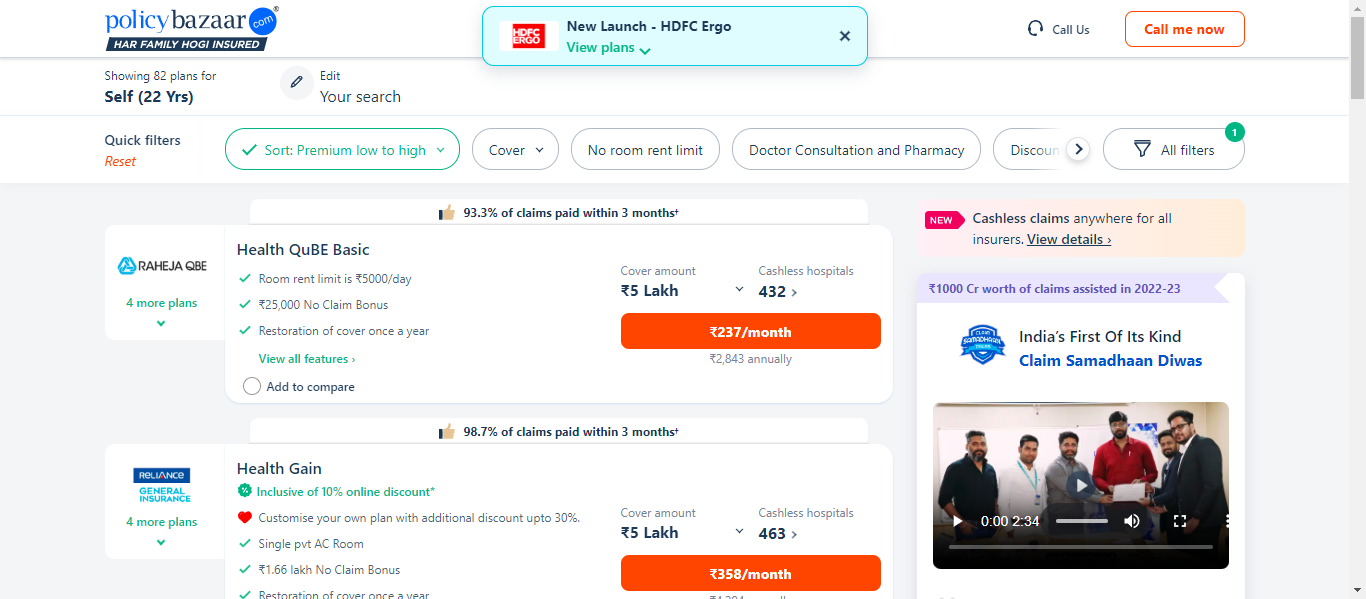 policybazaar.com
HAR FAMILY HOGI INSURED
New Launch - HDFC Ergo
HDFC ERGO
View plans
Call Us
Call me now
Showing 82 plans for
Self (22 Yrs)
Edit
Your search
Quick filters
Reset
Sort: Premium low to high
Cover
No room rent limit
Doctor Consultation and Pharmacy
Discoun
All filters
1
93.3% of claims paid within 3 months†
RAHEJA QBE
4 more plans
Health QuBE Basic
Room rent limit is ₹5000/day
₹25,000 No Claim Bonus
Restoration of cover once a year
View all features ›
Add to compare
Cover amount
₹5 Lakh
Cashless hospitals
432 ›
₹237/month
₹2,843 annually
98.7% of claims paid within 3 months†
RELIANCE
GENERAL
INSURANCE
4 more plans
Health Gain
Inclusive of 10% online discount*
Customise your own plan with additional discount upto 30%.
Single pvt AC Room
₹1.66 lakh No Claim Bonus
Restoration of cover once a year
Cover amount
₹5 Lakh
Cashless hospitals
463 ›
₹358/month
NEW
Cashless claims anywhere for all
insurers. View details ›
₹1000 Cr worth of claims assisted in 2022-23
CLAIM
SAMADHAAN
DIWAS
India's First Of Its Kind
Claim Samadhaan Diwas
0:00 2:34